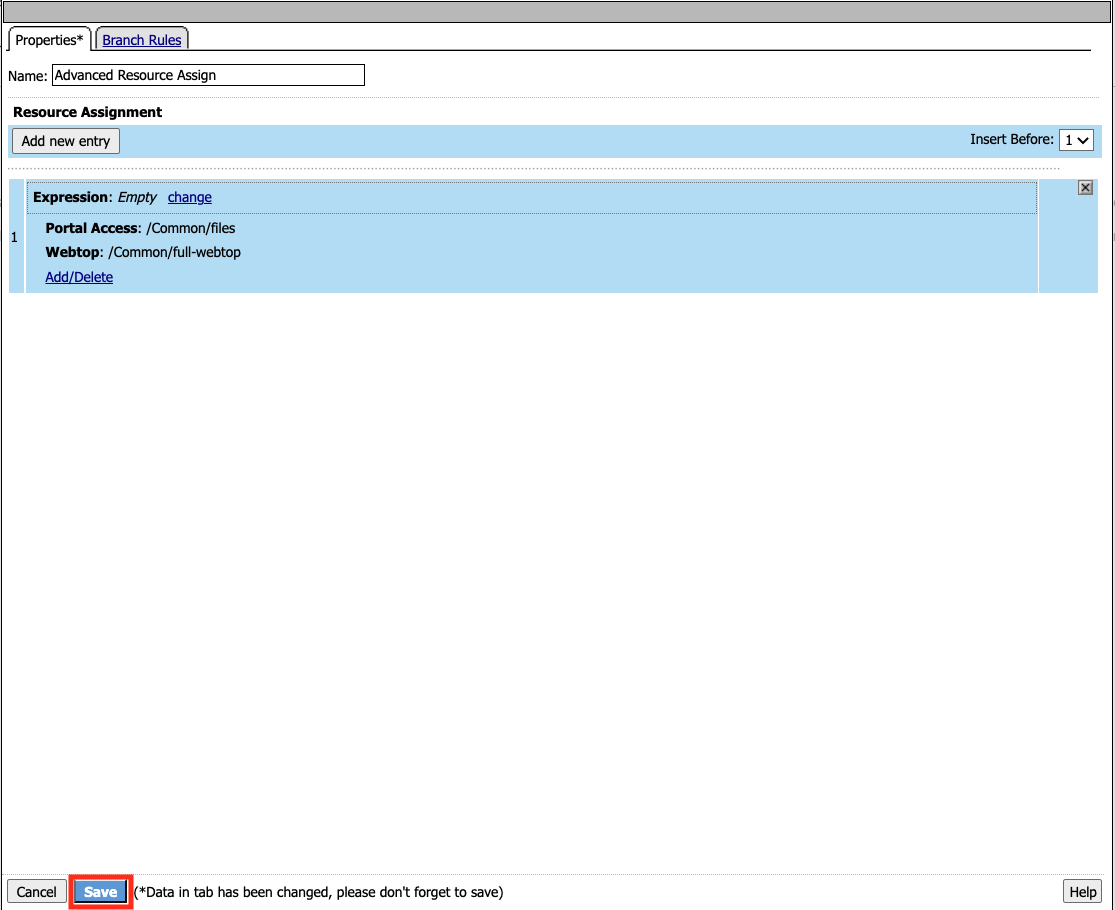 Properties* Branch Rules
Name: Advanced Resource Assign
Resource Assignment
Add new entry Insert Before: 1
Expression: Empty change
1
Portal Access: /Common/files
Webtop: /Common/full-webtop
Add/Delete
Cancel Save (*Data in tab has been changed, please don't forget to save) Help